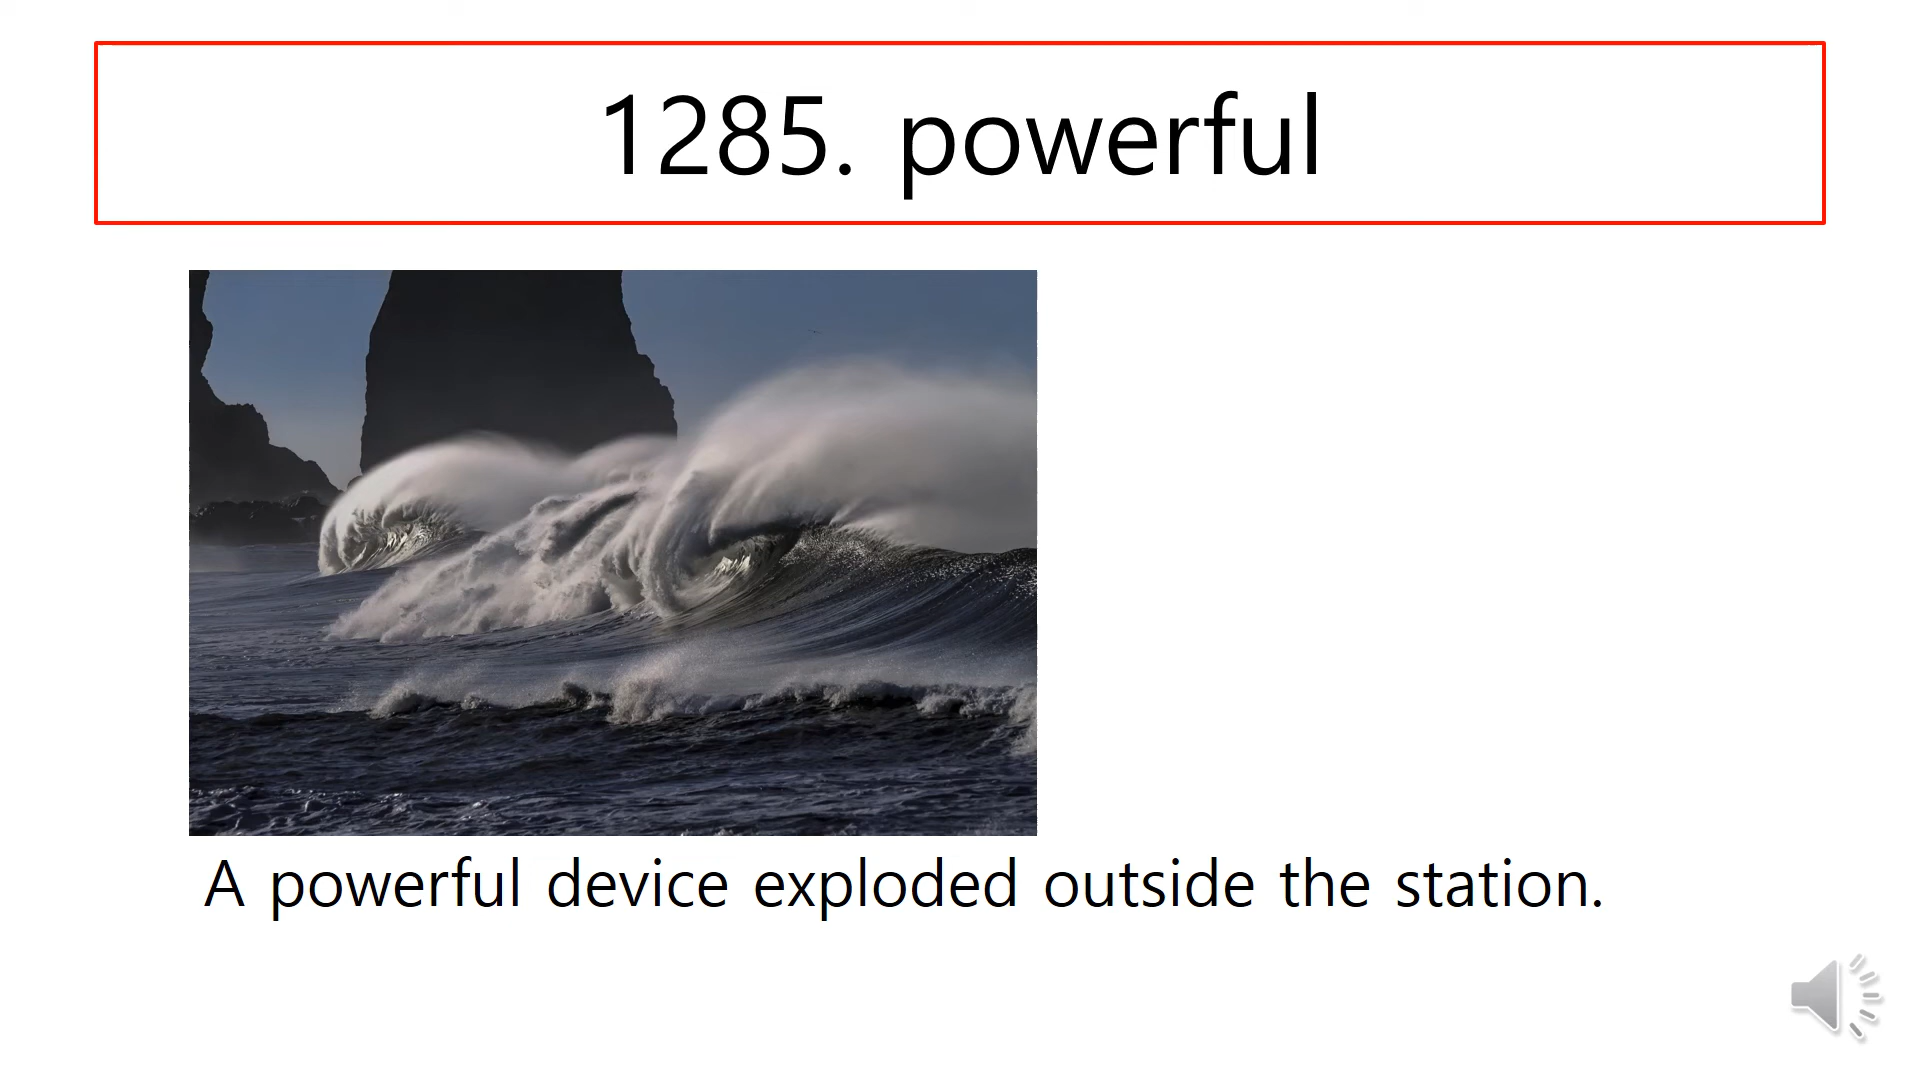 1285. powerful
A powerful device exploded outside the station.